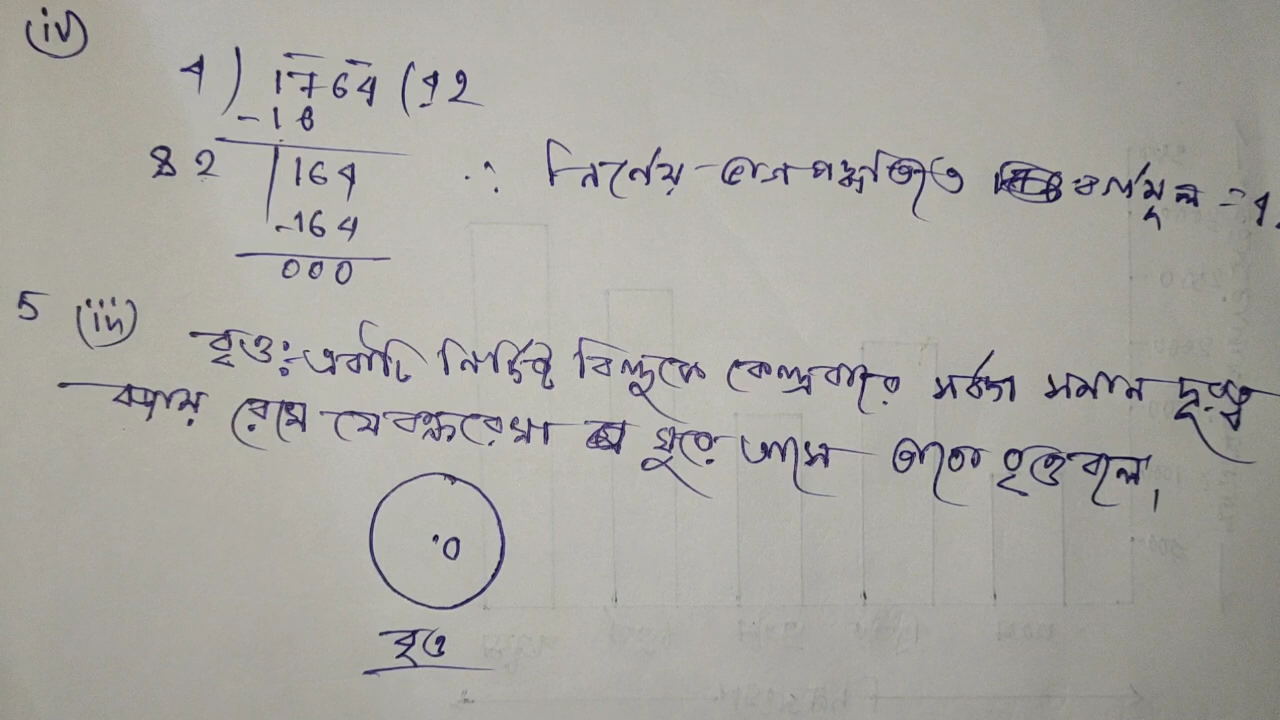 (iv)
4) 1764 (42
-16
82 |164
-164
000
∴ নির্ণেয় ভাগ পদ্ধতিতে বর্গমূল = 4
5 (iii)
বৃত্ত:- একটি নির্দিষ্ট বিন্দুকে কেন্দ্র করে সর্বদা সমান দূরত্ব
বজায় রেখে যে বক্ররেখা ঘুরে আসে তাকে বৃত্ত বলে।
.O
বৃত্ত